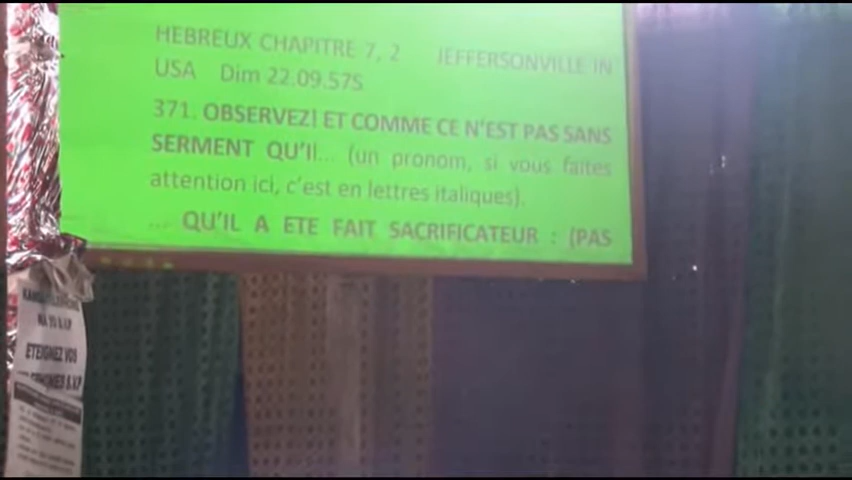 HEBREUX CHAPITRE 7, 2 JEFFERSONVILLE IN
USA Dim 22.09.57S
371. OBSERVEZ! ET COMME CE N'EST PAS SANS
SERMENT QU'Il... (un pronom, si vous faites
attention ici, c'est en lettres italiques).
... QU'IL A ETE FAIT SACRIFICATEUR : (PAS
ETEIGNEZ VOS